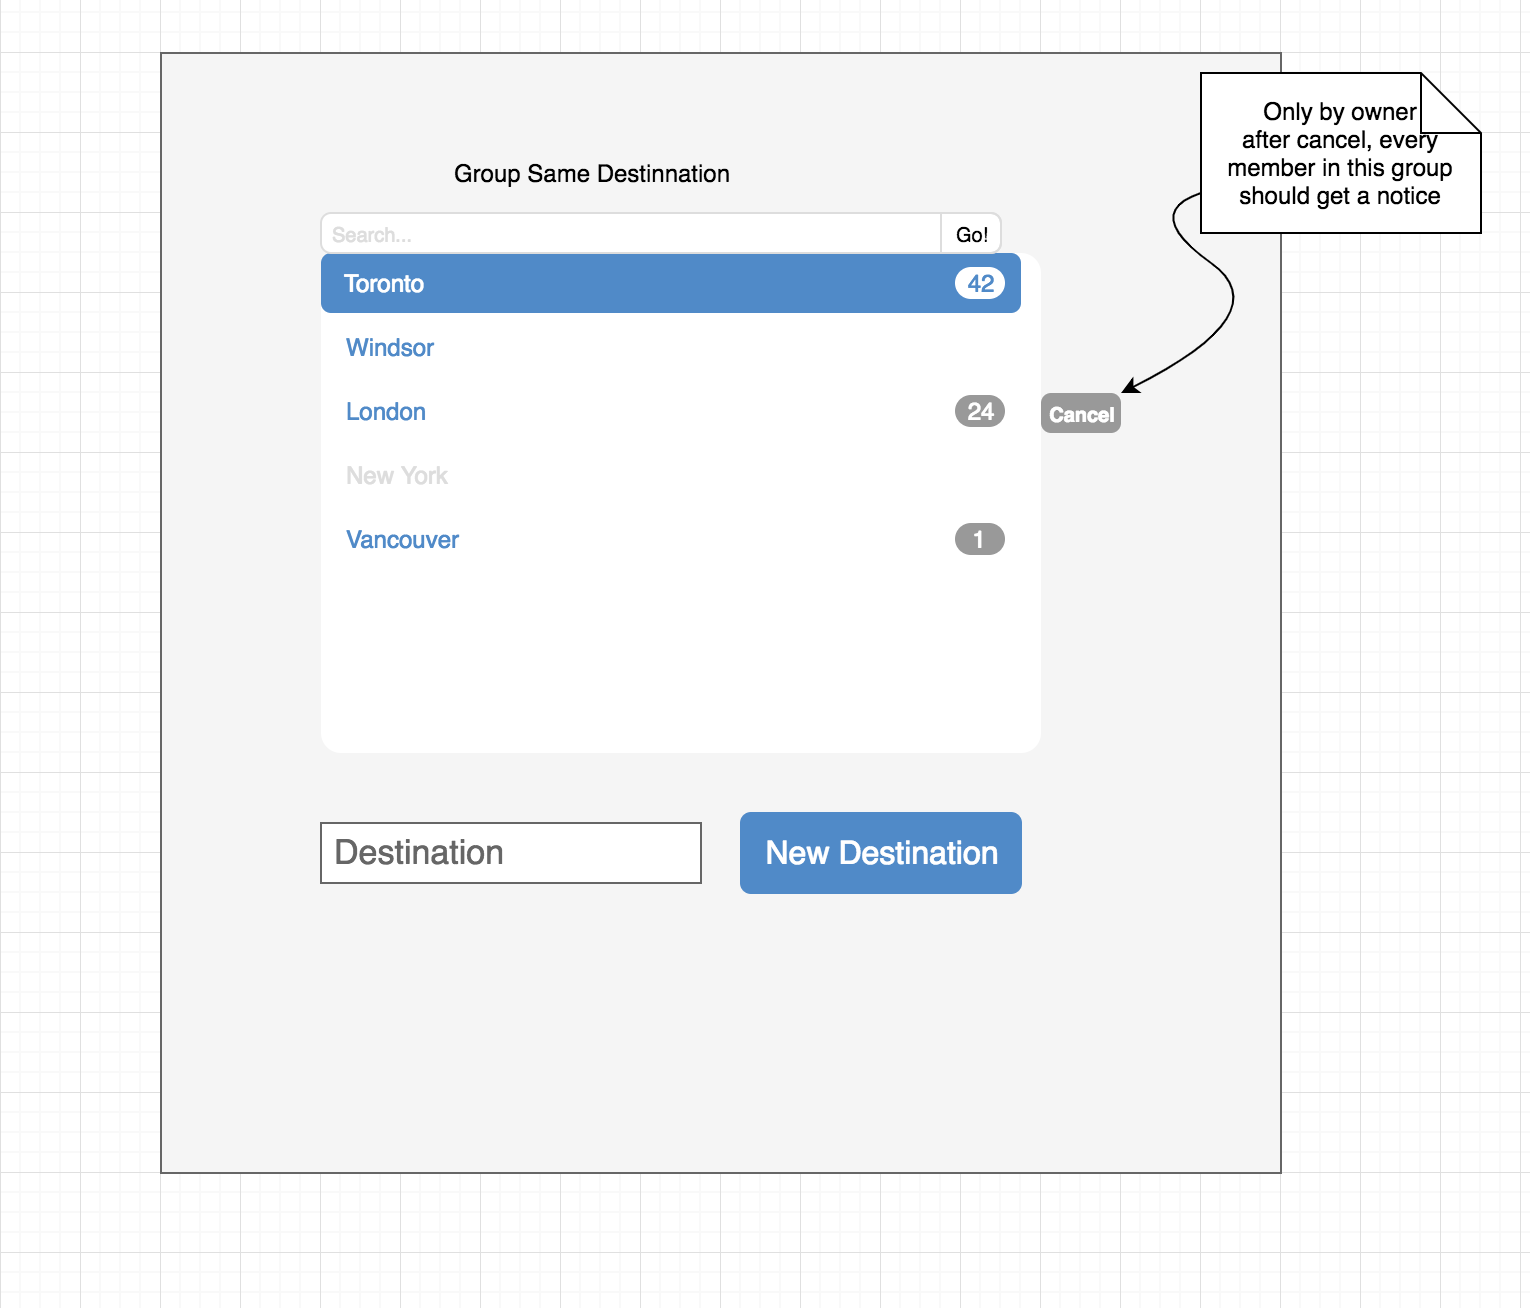 Only by owner
after cancel, every
member in this group
should get a notice
Group Same Destinnation
Search...
Go!
Toronto
42
Windsor
London
24
Cancel
New York
Vancouver
1
Destination
New Destination